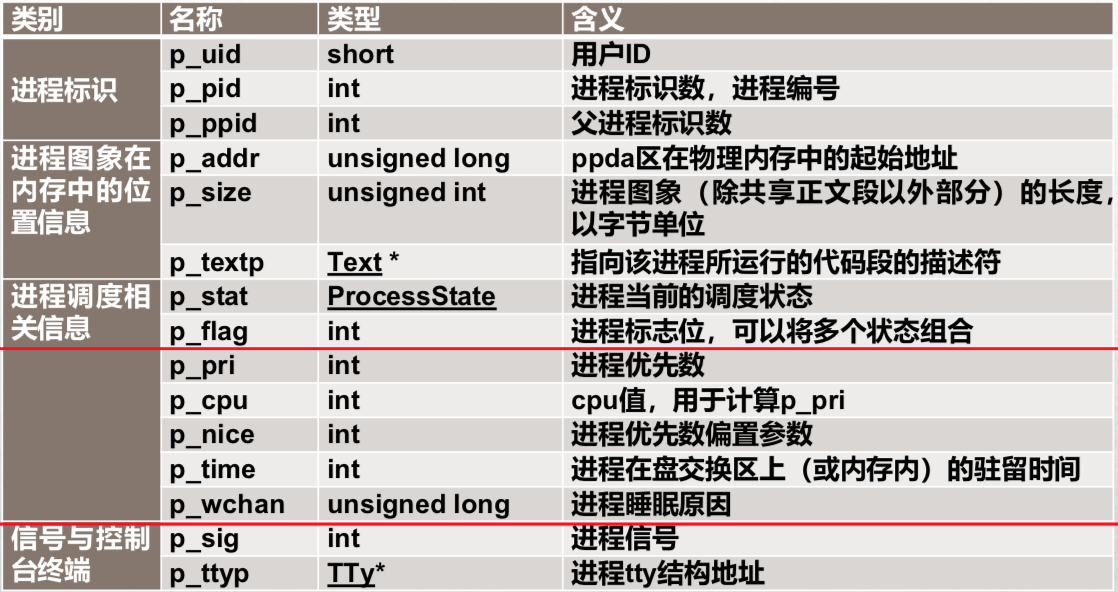 类别 名称 类型 含义
进程标识 p_uid short 用户ID
p_pid int 进程标识数，进程编号
p_ppid int 父进程标识数
进程图象在内存中的位置信息 p_addr unsigned long ppda区在物理内存中的起始地址
p_size unsigned int 进程图象（除共享正文段以外部分）的长度，
以字节单位
p_textp Text * 指向该进程所运行的代码段的描述符
进程调度相关信息 p_stat ProcessState 进程当前的调度状态
p_flag int 进程标志位，可以将多个状态组合
p_pri int 进程优先数
p_cpu int cpu值，用于计算p_pri
p_nice int 进程优先数偏置参数
p_time int 进程在盘交换区上（或内存内）的驻留时间
p_wchan unsigned long 进程睡眠原因
信号与控制台终端 p_sig int 进程信号
p_ttyp TTy* 进程tty结构地址